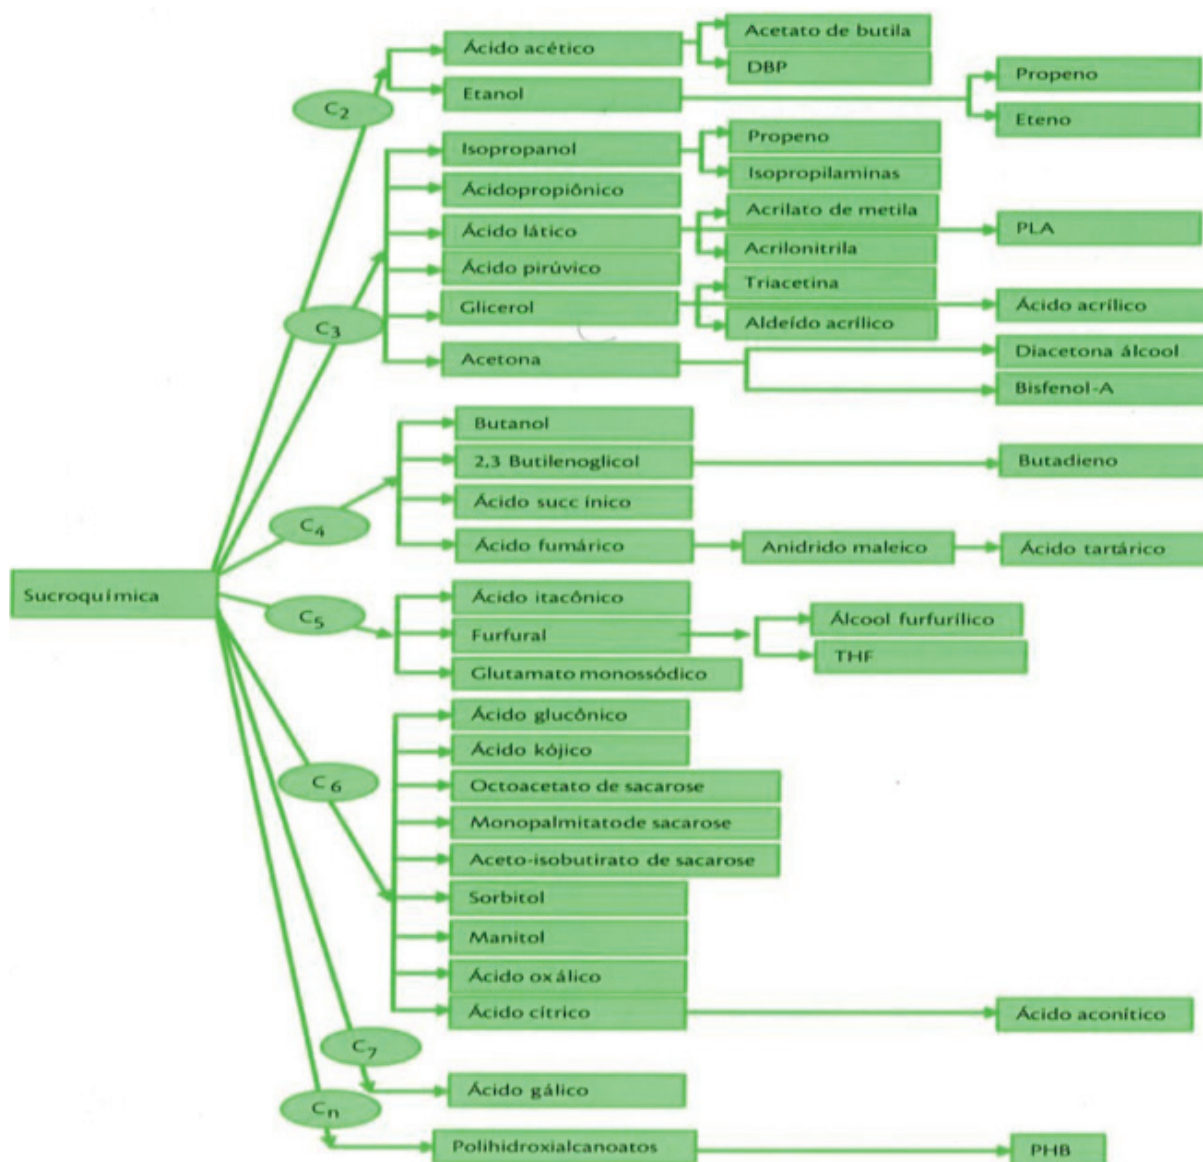 Sucroquímica
C2
Ácido acético
Acetato de butila
DBP
Etanol
Propeno
Eteno
C3
Isopropanol
Propeno
Isopropilaminas
Ácidopropiônico
Ácido lático
Acrilato de metila
Acrilonitrila
PLA
Ácido pirúvico
Glicerol
Triacetina
Aldeído acrílico
Ácido acrílico
Acetona
Diacetona álcool
Bisfenol-A
C4
Butanol
2,3 Butilenoglicol
Butadieno
Ácido succ ínico
Ácido fumárico
Anidrido maleico
Ácido tartárico
C5
Ácido itacônico
Furfural
Álcool furfurílico
THF
Glutamato monossódico
C6
Ácido glucônico
Ácido kójico
Octoacetato de sacarose
Monopalmitatode sacarose
Aceto-isobutirato de sacarose
Sorbitol
Manitol
Ácido oxálico
Ácido cítrico
Ácido aconítico
C7
Ácido gálico
Cn
Polihidroxialcanoatos
PHB